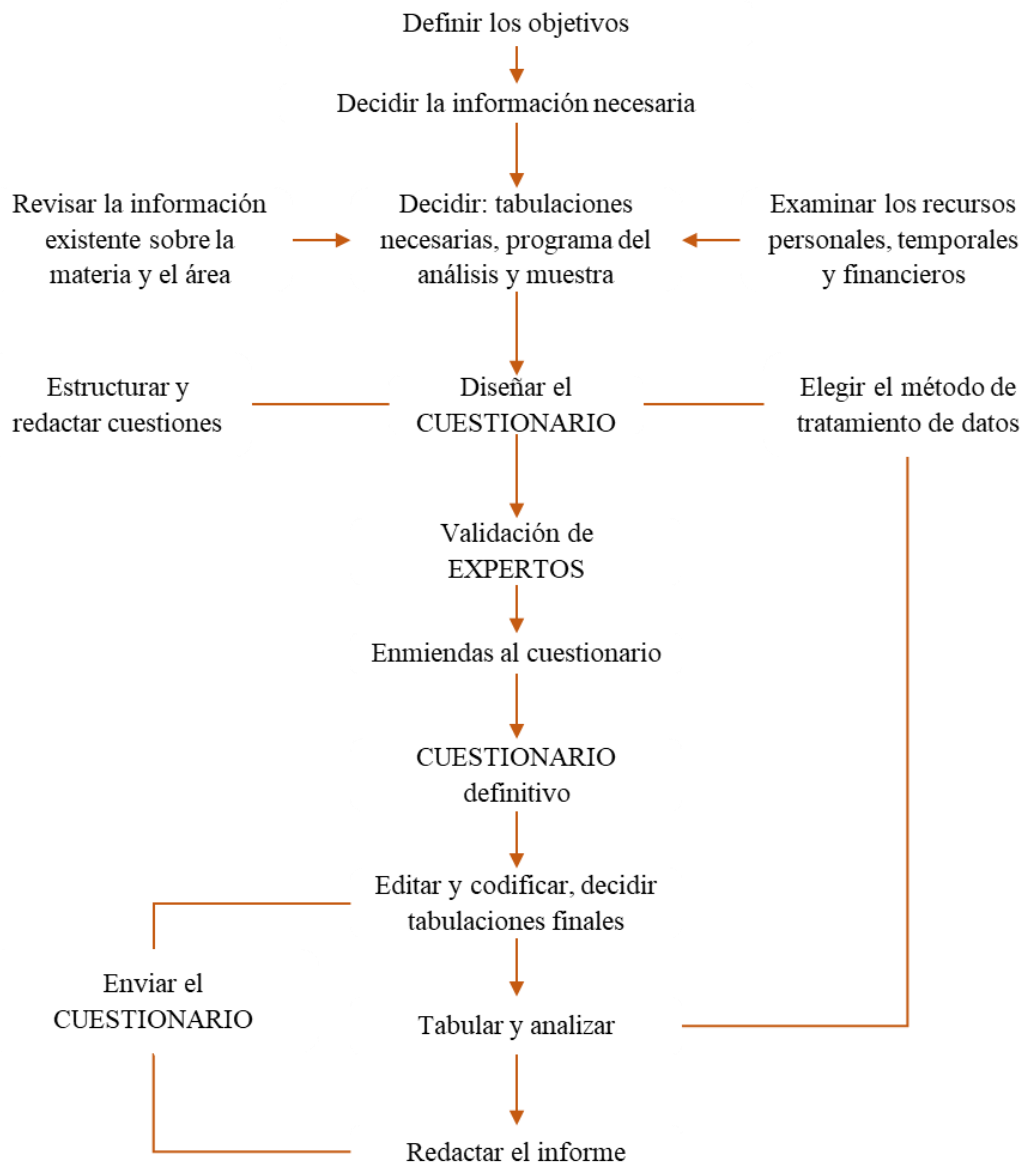 Definir los objetivos
Decidir la información necesaria
Revisar la información
existente sobre la
materia y el área
Decidir: tabulaciones
necesarias, programa del
análisis y muestra
Examinar los recursos
personales, temporales
y financieros
Estructurar y
redactar cuestiones
Diseñar el
CUESTIONARIO
Elegir el método de
tratamiento de datos
Validación de
EXPERTOS
Enmiendas al cuestionario
CUESTIONARIO
definitivo
Editar y codificar, decidir
tabulaciones finales
Enviar el
CUESTIONARIO
Tabular y analizar
Redactar el informe